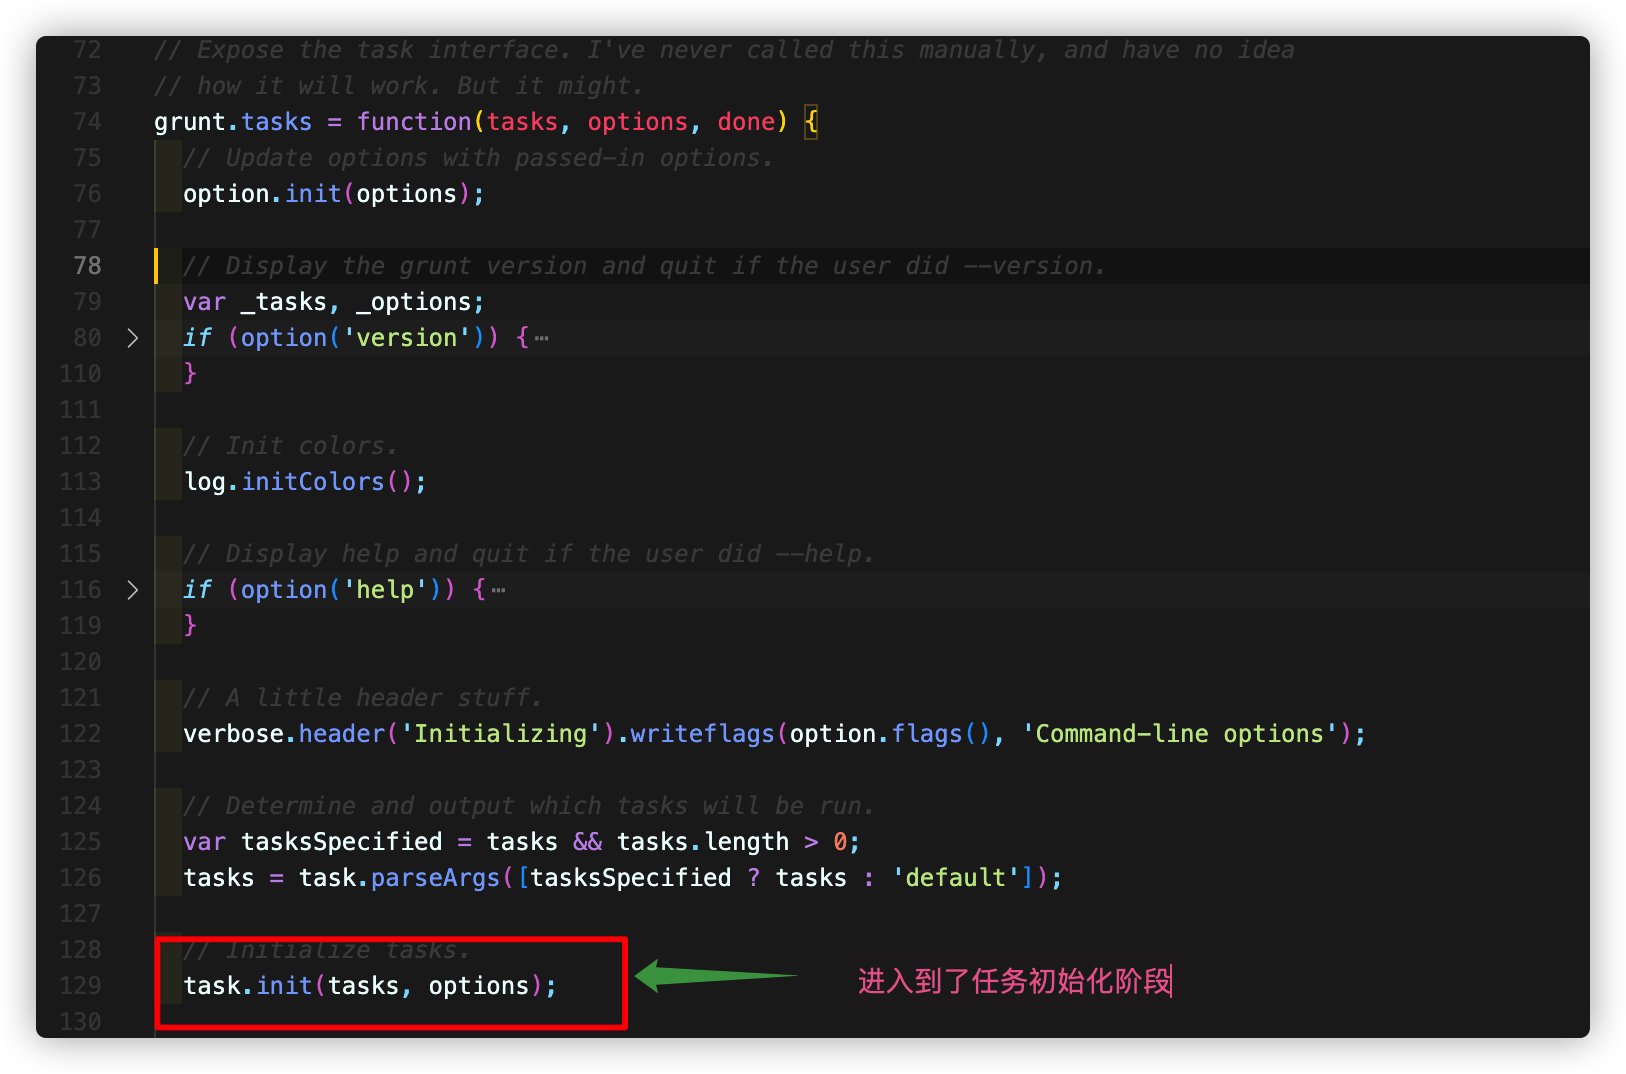 72 // Expose the task interface. I've never called this manually, and have no idea
73 // how it will work. But it might.
74 grunt.tasks = function(tasks, options, done) {
75 // Update options with passed-in options.
76 option.init(options);
77
78 // Display the grunt version and quit if the user did --version.
79 var _tasks, _options;
80 if (option('version')) {⋯
110 }
111
112 // Init colors.
113 log.initColors();
114
115 // Display help and quit if the user did --help.
116 if (option('help')) {⋯
119 }
120
121 // A little header stuff.
122 verbose.header('Initializing').writeflags(option.flags(), 'Command-line options');
123
124 // Determine and output which tasks will be run.
125 var tasksSpecified = tasks && tasks.length > 0;
126 tasks = task.parseArgs([tasksSpecified ? tasks : 'default']);
127
128 // Initialize tasks.
129 task.init(tasks, options); 进入到了任务初始化阶段
130